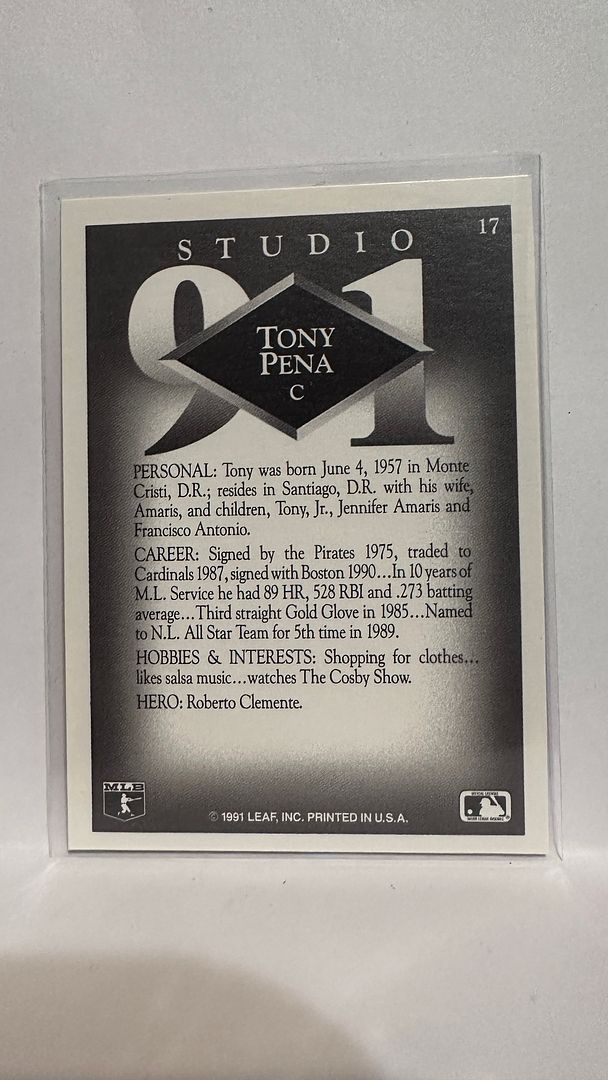 17
STUDIO
91
TONY
PENA
C
PERSONAL: Tony was born June 4, 1957 in Monte
Cristi, D.R.; resides in Santiago, D.R. with his wife,
Amaris, and children, Tony, Jr., Jennifer Amaris and
Francisco Antonio.
CAREER: Signed by the Pirates 1975, traded to
Cardinals 1987, signed with Boston 1990...In 10 years of
M.L. Service he had 89 HR, 528 RBI and .273 batting
average...Third straight Gold Glove in 1985...Named
to N.L. All Star Team for 5th time in 1989.
HOBBIES & INTERESTS: Shopping for clothes...
likes salsa music...watches The Cosby Show.
HERO: Roberto Clemente.
MLB
© 1991 LEAF, INC. PRINTED IN U.S.A.